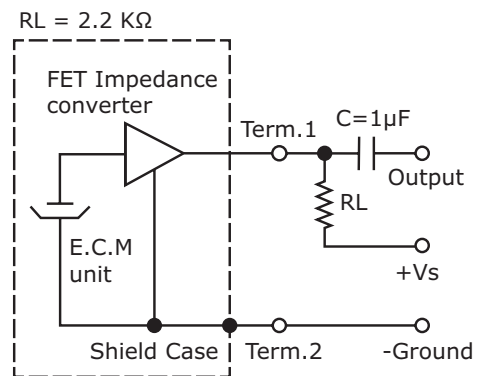 RL = 2.2 KΩ
FET Impedance
converter
Term.1
C=1µF
Output
RL
E.C.M
unit
+Vs
Shield Case
Term.2
-Ground